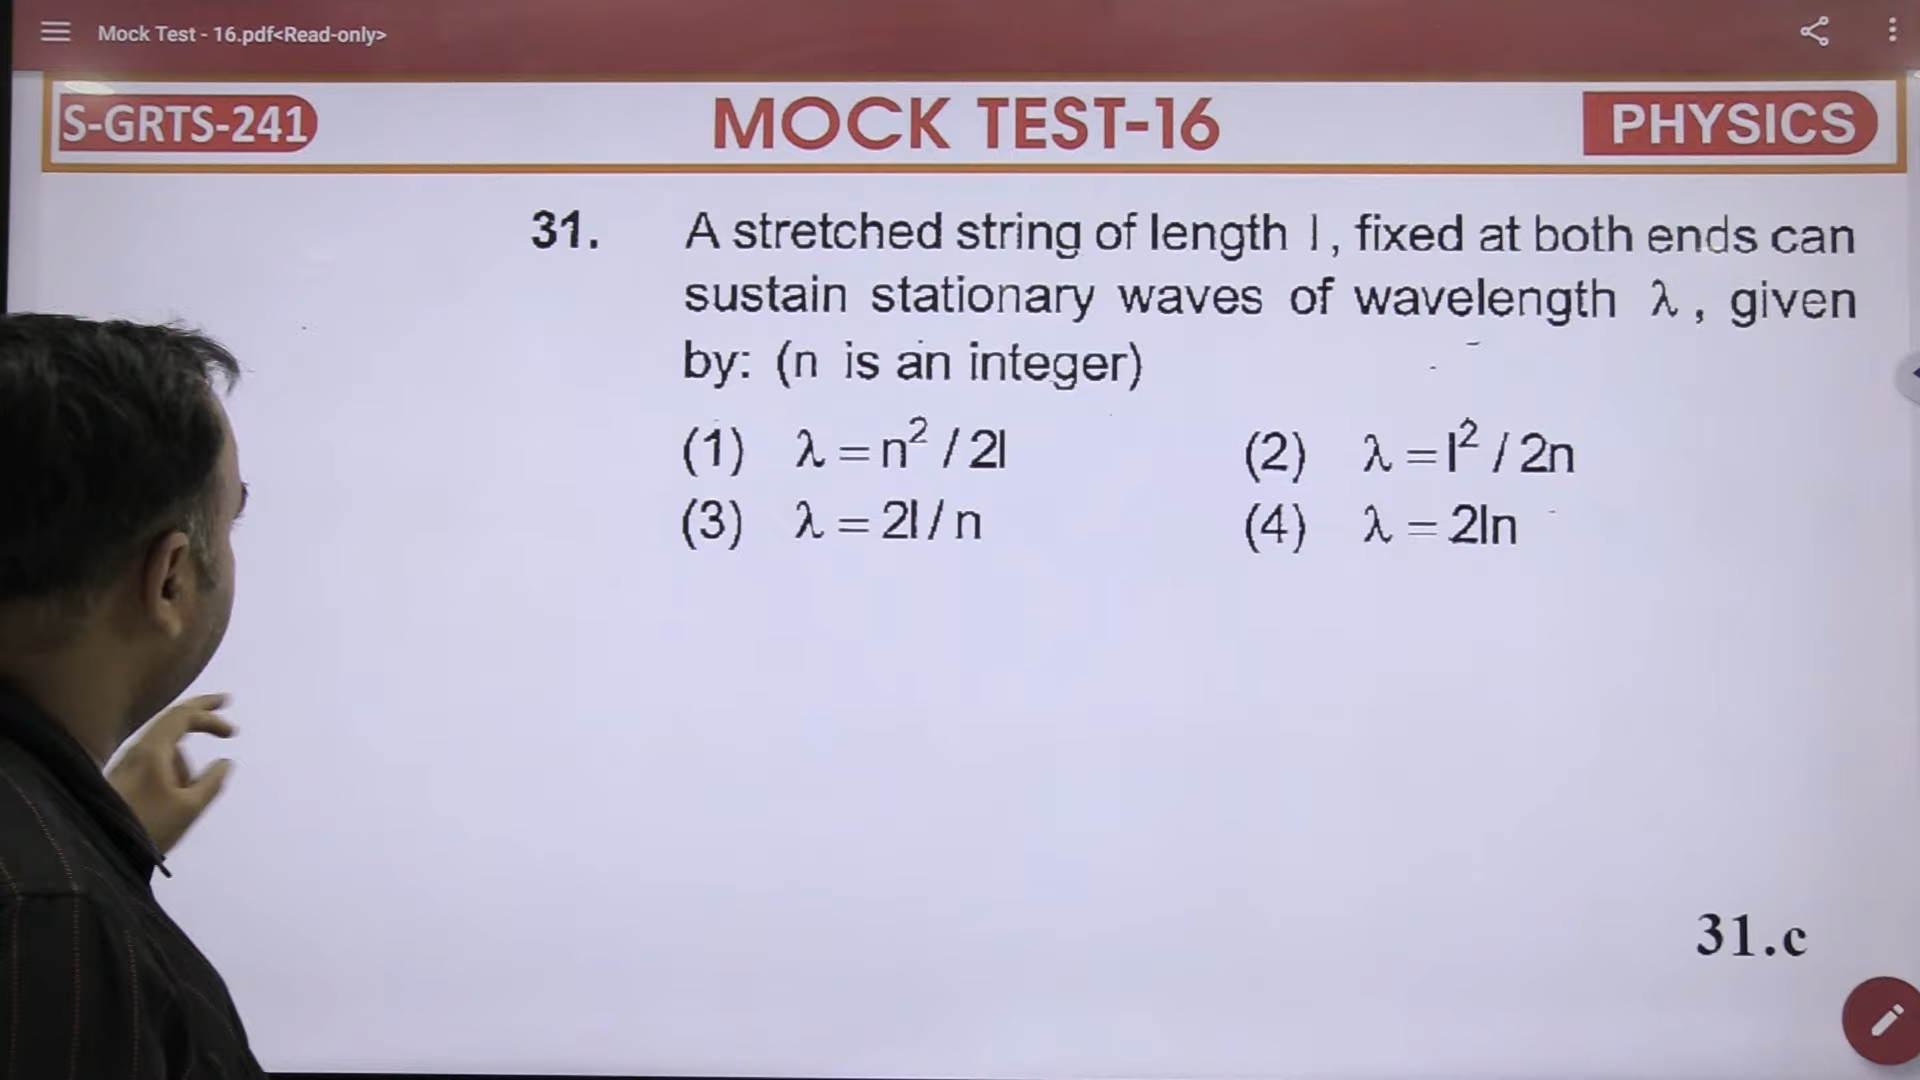 Mock Test - 16.pdf<Read-only>
S-GRTS-241 MOCK TEST-16 PHYSICS
31. A stretched string of length l, fixed at both ends can
sustain stationary waves of wavelength λ, given
by: (n is an integer)
(1) λ = n² / 2l (2) λ = l² / 2n
(3) λ = 2l / n (4) λ = 2ln
31.c